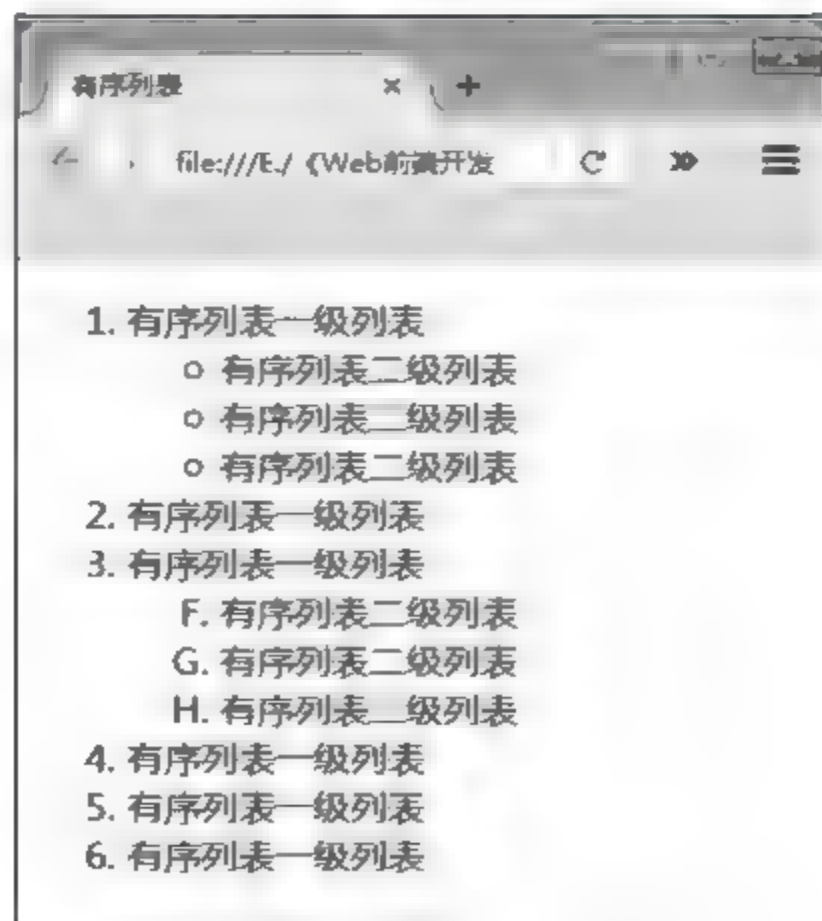 有序列表 × +
file:///E:/《Web前端开发
1. 有序列表一级列表
○ 有序列表二级列表
○ 有序列表二级列表
○ 有序列表二级列表
2. 有序列表一级列表
3. 有序列表一级列表
F. 有序列表二级列表
G. 有序列表二级列表
H. 有序列表二级列表
4. 有序列表一级列表
5. 有序列表一级列表
6. 有序列表一级列表